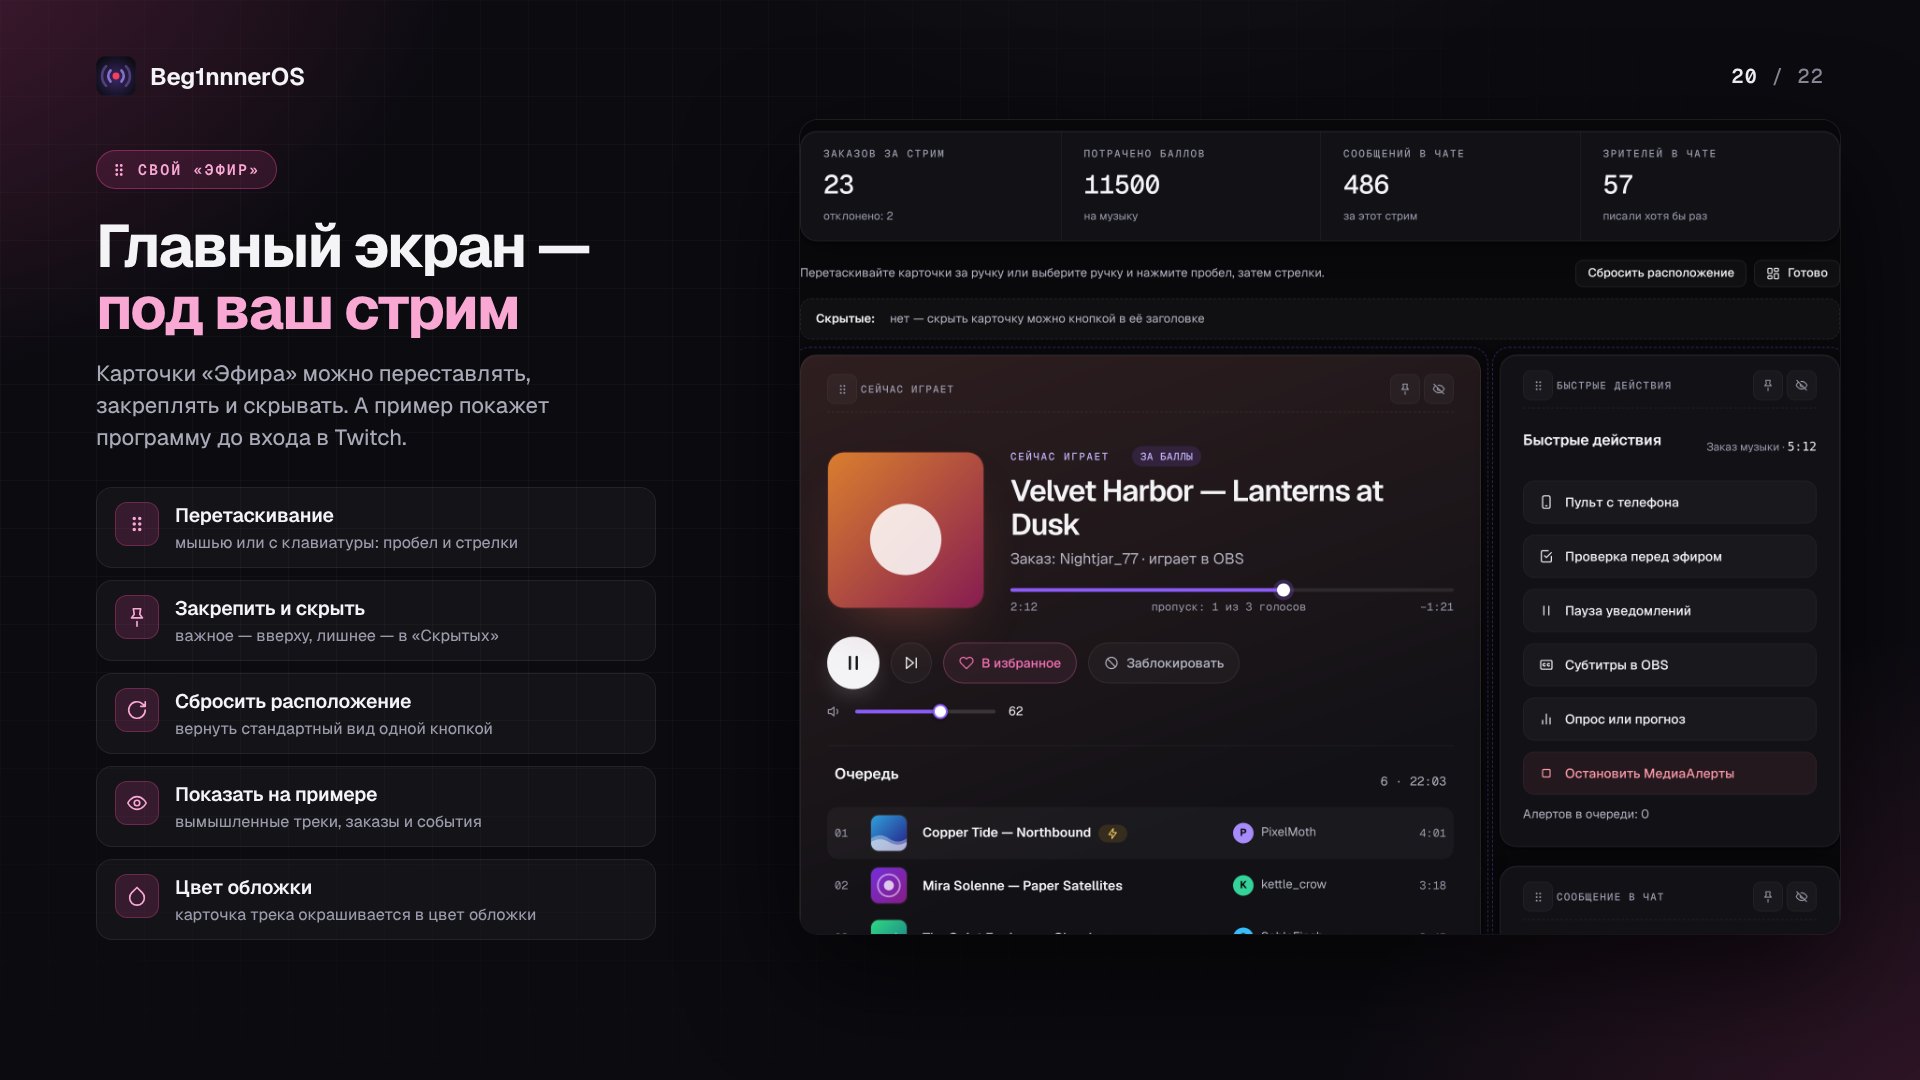 Beg1nnnerOS
20 / 22
СВОЙ «ЭФИР»
Главный экран —
под ваш стрим
Карточки «Эфира» можно переставлять,
закреплять и скрывать. А пример покажет
программу до входа в Twitch.
Перетаскивание
мышью или с клавиатуры: пробел и стрелки
Закрепить и скрыть
важное — вверху, лишнее — в «Скрытых»
Сбросить расположение
вернуть стандартный вид одной кнопкой
Показать на примере
вымышленные треки, заказы и события
Цвет обложки
карточка трека окрашивается в цвет обложки
ЗАКАЗОВ ЗА СТРИМ
23
отклонено: 2
ПОТРАЧЕНО БАЛЛОВ
11500
на музыку
СООБЩЕНИЙ В ЧАТЕ
486
за этот стрим
ЗРИТЕЛЕЙ В ЧАТЕ
57
писали хотя бы раз
Перетаскивайте карточки за ручку или выберите ручку и нажмите пробел, затем стрелки.
Сбросить расположение
Готово
Скрытые: нет — скрыть карточку можно кнопкой в её заголовке
СЕЙЧАС ИГРАЕТ
СЕЙЧАС ИГРАЕТ ЗА БАЛЛЫ
Velvet Harbor — Lanterns at
Dusk
Заказ: Nightjar_77 · играет в OBS
2:12 пропуск: 1 из 3 голосов −1:21
В избранное
Заблокировать
62
Очередь
6 · 22:03
01 Copper Tide — Northbound P PixelMoth 4:01
02 Mira Solenne — Paper Satellites K kettle_crow 3:18
БЫСТРЫЕ ДЕЙСТВИЯ
Быстрые действия
Заказ музыки · 5:12
Пульт с телефона
Проверка перед эфиром
Пауза уведомлений
Субтитры в OBS
Опрос или прогноз
Остановить МедиаАлерты
Алертов в очереди: 0
СООБЩЕНИЕ В ЧАТ